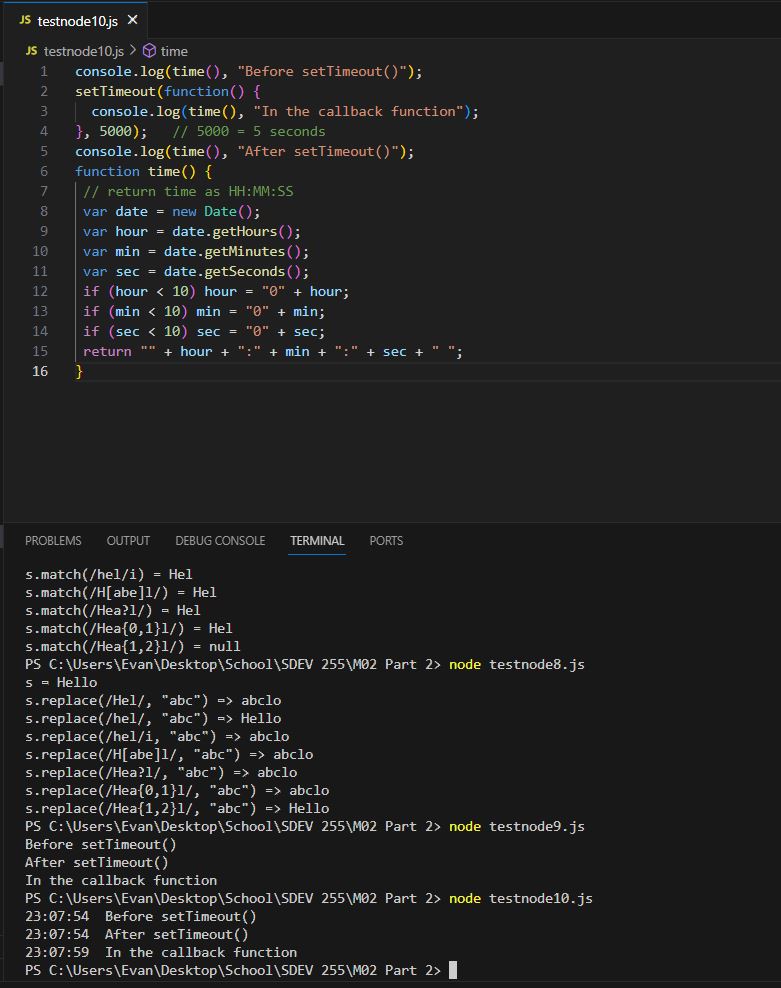 JS testnode10.js ✕
JS testnode10.js > time
1 console.log(time(), "Before setTimeout()");
2 setTimeout(function() {
3 console.log(time(), "In the callback function");
4 }, 5000); // 5000 = 5 seconds
5 console.log(time(), "After setTimeout()");
6 function time() {
7 // return time as HH:MM:SS
8 var date = new Date();
9 var hour = date.getHours();
10 var min = date.getMinutes();
11 var sec = date.getSeconds();
12 if (hour < 10) hour = "0" + hour;
13 if (min < 10) min = "0" + min;
14 if (sec < 10) sec = "0" + sec;
15 return "" + hour + ":" + min + ":" + sec + " ";
16 }
PROBLEMS OUTPUT DEBUG CONSOLE TERMINAL PORTS
s.match(/hel/i) = Hel
s.match(/H[abe]l/) = Hel
s.match(/Hea?l/) = Hel
s.match(/Hea{0,1}l/) = Hel
s.match(/Hea{1,2}l/) = null
PS C:\Users\Evan\Desktop\School\SDEV 255\M02 Part 2> node testnode8.js
s = Hello
s.replace(/Hel/, "abc") => abclo
s.replace(/hel/, "abc") => Hello
s.replace(/hel/i, "abc") => abclo
s.replace(/H[abe]l/, "abc") => abclo
s.replace(/Hea?l/, "abc") => abclo
s.replace(/Hea{0,1}l/, "abc") => abclo
s.replace(/Hea{1,2}l/, "abc") => Hello
PS C:\Users\Evan\Desktop\School\SDEV 255\M02 Part 2> node testnode9.js
Before setTimeout()
After setTimeout()
In the callback function
PS C:\Users\Evan\Desktop\School\SDEV 255\M02 Part 2> node testnode10.js
23:07:54  Before setTimeout()
23:07:54  After setTimeout()
23:07:59  In the callback function
PS C:\Users\Evan\Desktop\School\SDEV 255\M02 Part 2>